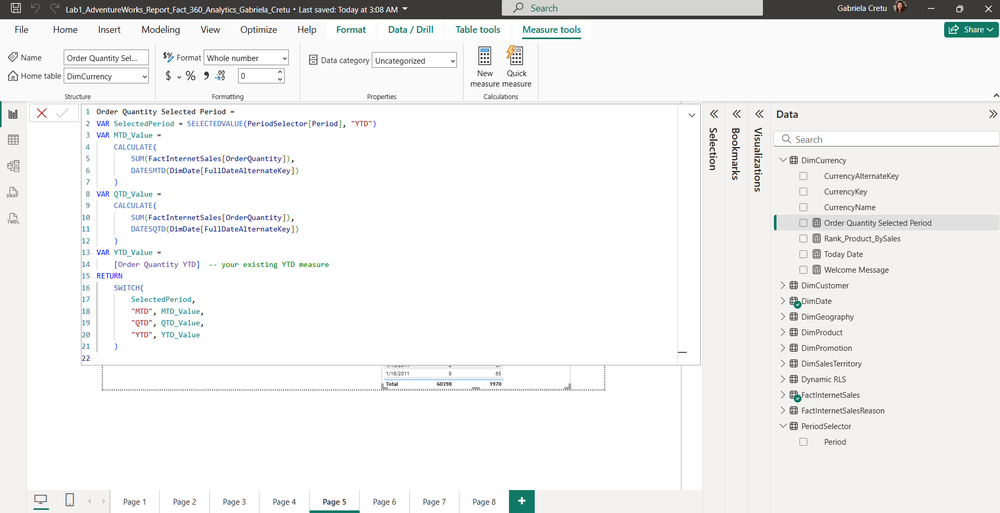 Lab1_AdventureWorks_Report_Fact_360_Analytics_Gabriela_Cretu • Last saved: Today at 3:08 AM
Search
Gabriela Cretu
File
Home
Insert
Modeling
View
Optimize
Help
Format
Data / Drill
Table tools
Measure tools
Share
Name
Order Quantity Sel...
Home table
DimCurrency
Structure
$% Format
Whole number
$ % , .00
0
Formatting
Data category
Uncategorized
Properties
New measure
Quick measure
Calculations
1 Order Quantity Selected Period =
2 VAR SelectedPeriod = SELECTEDVALUE(PeriodSelector[Period], "YTD")
3 VAR MTD_Value =
4 CALCULATE(
5 SUM(FactInternetSales[OrderQuantity]),
6 DATESMTD(DimDate[FullDateAlternateKey])
7 )
8 VAR QTD_Value =
9 CALCULATE(
10 SUM(FactInternetSales[OrderQuantity]),
11 DATESQTD(DimDate[FullDateAlternateKey])
12 )
13 VAR YTD_Value =
14 [Order Quantity YTD] -- your existing YTD measure
15 RETURN
16 SWITCH(
17 SelectedPeriod,
18 "MTD", MTD_Value,
19 "QTD", QTD_Value,
20 "YTD", YTD_Value
21 )
22
1/16/2011 8 65
Total 60398 1970
DAX
TMDL
Selection
Bookmarks
Visualizations
Data
Search
DimCurrency
CurrencyAlternateKey
CurrencyKey
CurrencyName
Order Quantity Selected Period
Rank_Product_BySales
Today Date
Welcome Message
DimCustomer
DimDate
DimGeography
DimProduct
DimPromotion
DimSalesTerritory
Dynamic RLS
FactInternetSales
FactInternetSalesReason
PeriodSelector
Period
Page 1
Page 2
Page 3
Page 4
Page 5
Page 6
Page 7
Page 8
+